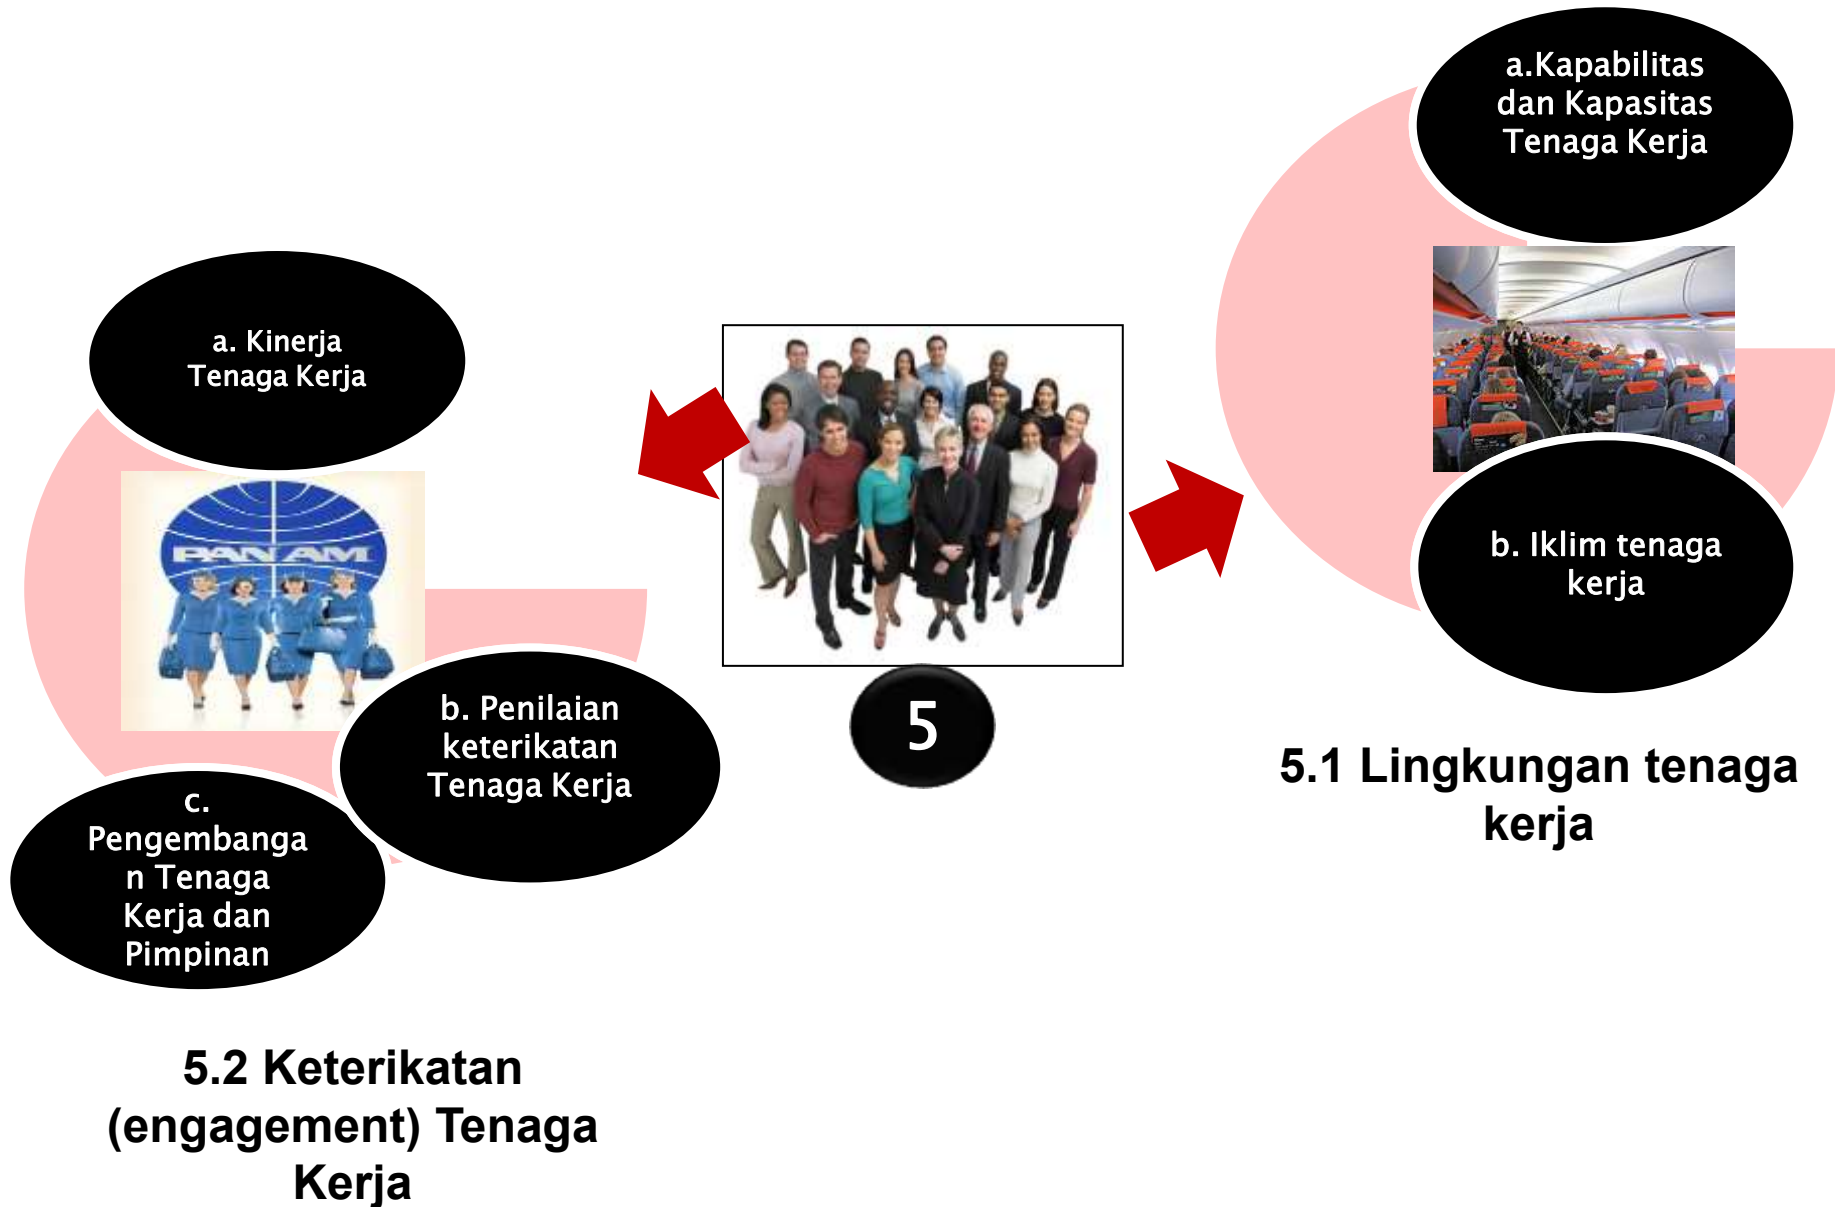 a.Kapabilitas
dan Kapasitas
Tenaga Kerja
b. Iklim tenaga
kerja
5.1 Lingkungan tenaga
kerja
5
a. Kinerja
Tenaga Kerja
PAN AM
b. Penilaian
keterikatan
Tenaga Kerja
c.
Pengembanga
n Tenaga
Kerja dan
Pimpinan
5.2 Keterikatan
(engagement) Tenaga
Kerja